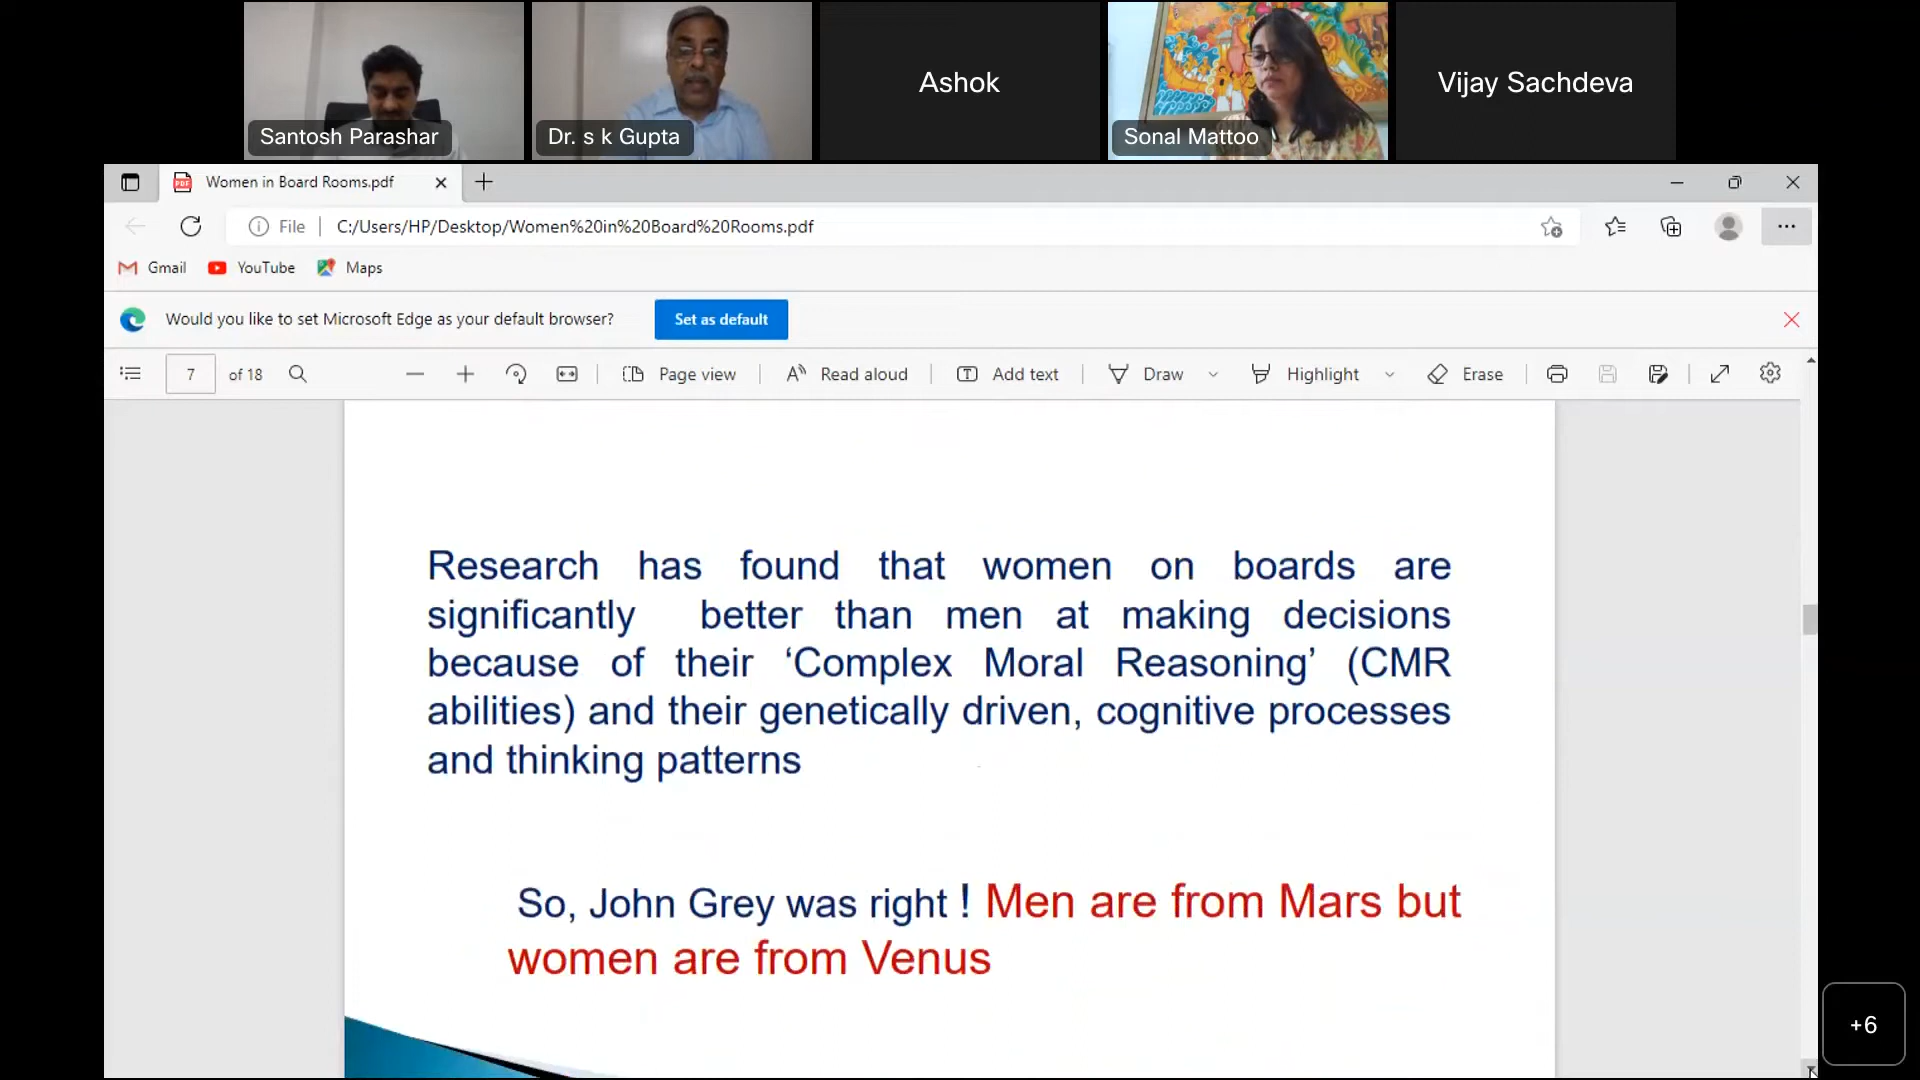 Ashok
Vijay Sachdeva
Santosh Parashar
Dr. s k Gupta
Sonal Mattoo
Women in Board Rooms.pdf
File
C:/Users/HP/Desktop/Women%20in%20Board%20Rooms.pdf
Gmail
YouTube
Maps
Would you like to set Microsoft Edge as your default browser?
Set as default
7 of 18
Page view
Read aloud
Add text
Draw
Highlight
Erase
Research has found that women on boards are
significantly better than men at making decisions
because of their ‘Complex Moral Reasoning’ (CMR
abilities) and their genetically driven, cognitive processes
and thinking patterns
So, John Grey was right ! Men are from Mars but
women are from Venus
+6